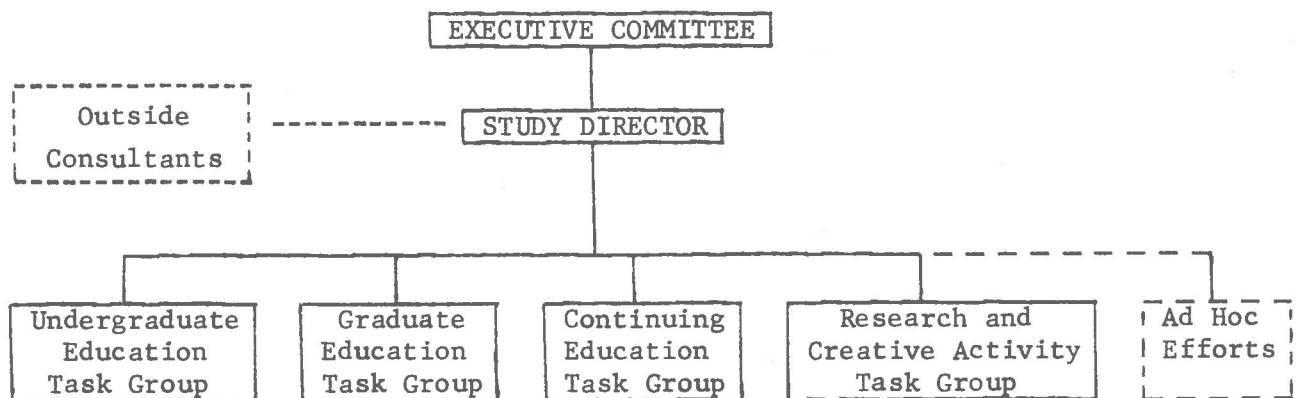 EXECUTIVE COMMITTEE
Outside
Consultants
STUDY DIRECTOR
Undergraduate
Education
Task Group
Graduate
Education
Task Group
Continuing
Education
Task Group
Research and
Creative Activity
Task Group
Ad Hoc
Efforts